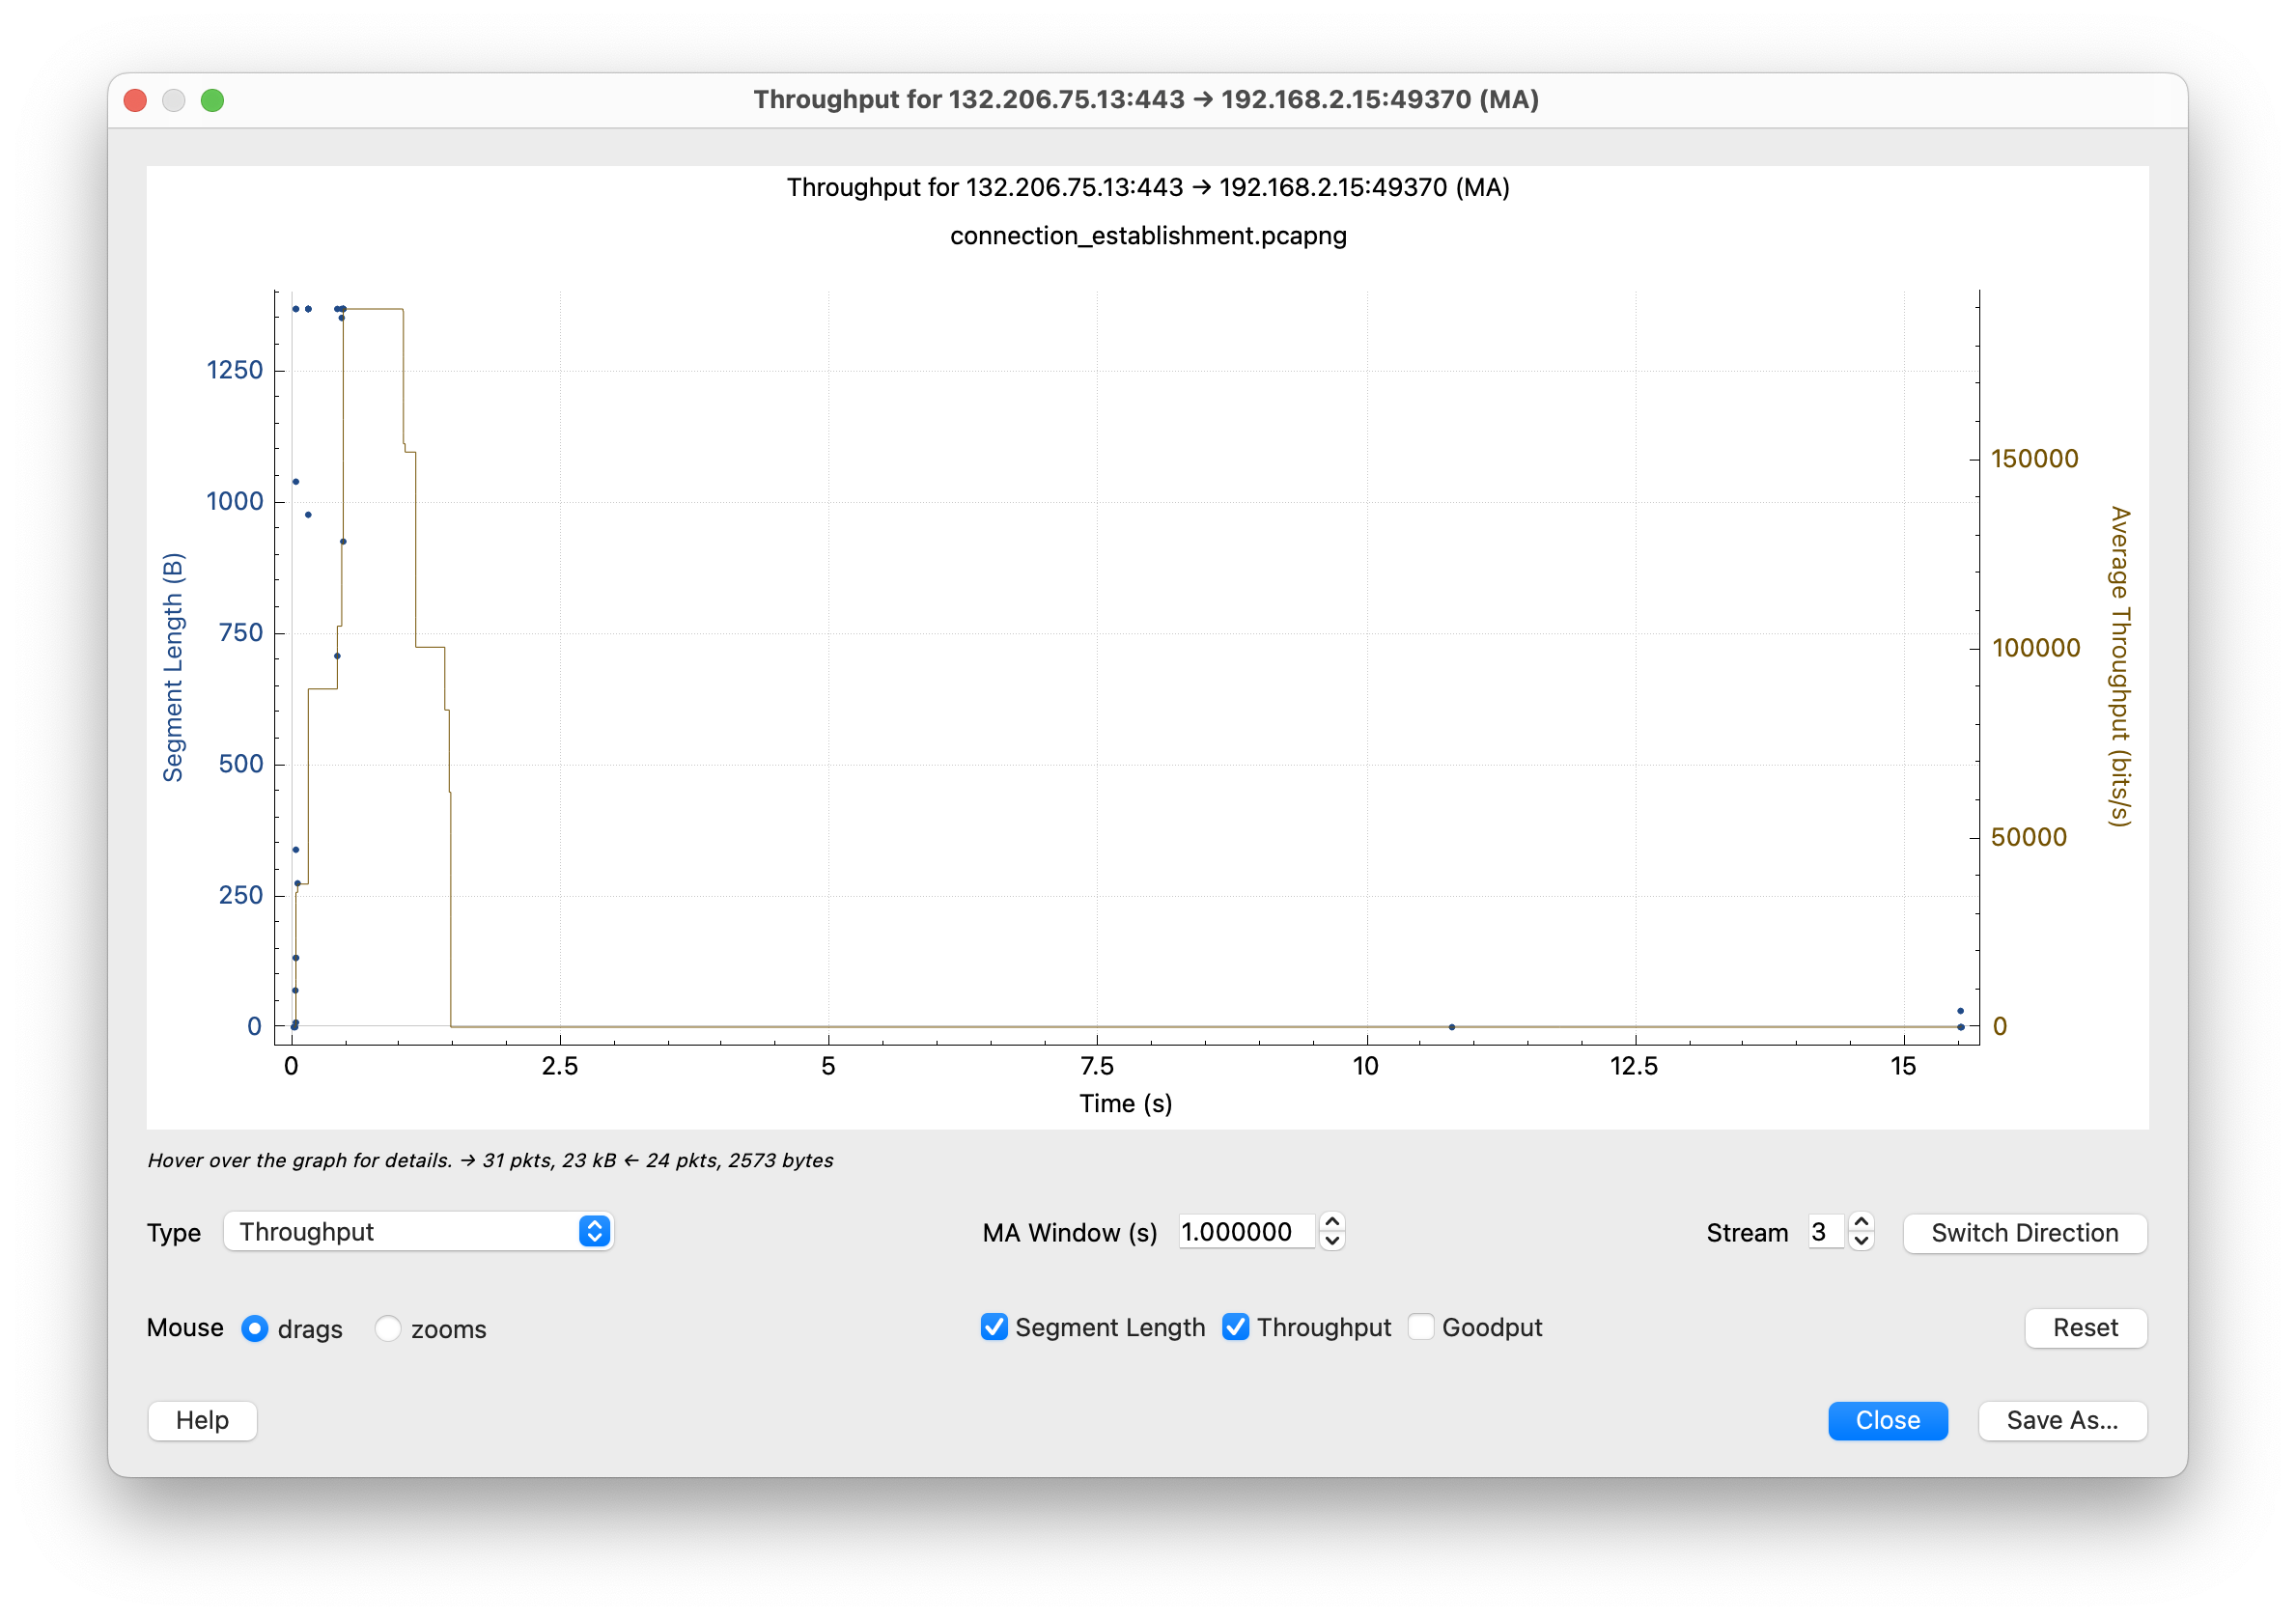 Throughput for 132.206.75.13:443 → 192.168.2.15:49370 (MA)
Throughput for 132.206.75.13:443 → 192.168.2.15:49370 (MA)
connection_establishment.pcapng
Segment Length (B)
1250
1000
750
500
250
0
150000
100000
50000
0
Average Throughput (bits/s)
0 2.5 5 7.5 10 12.5 15
Time (s)
Hover over the graph for details. → 31 pkts, 23 kB ← 24 pkts, 2573 bytes
Type Throughput MA Window (s) 1.000000 Stream 3 Switch Direction
Mouse drags zooms Segment Length Throughput Goodput Reset
Help Close Save As...